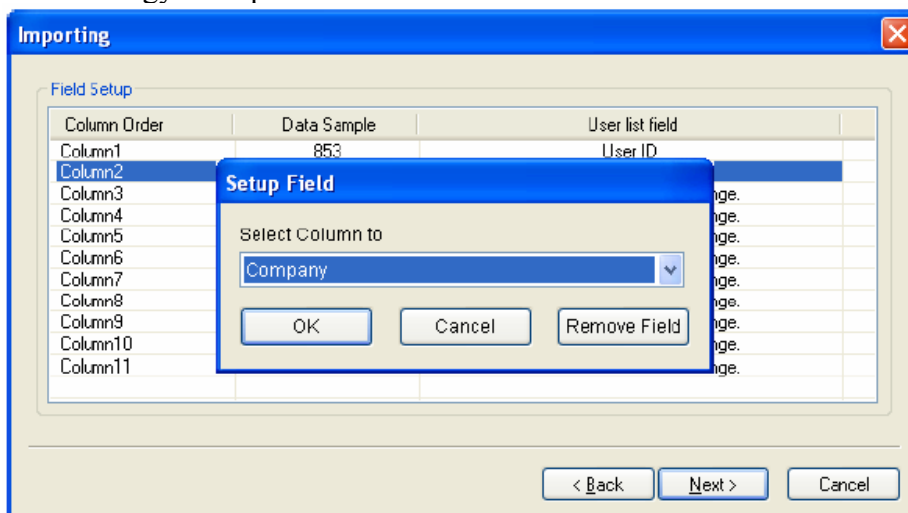 Importing
Field Setup
Column Order Data Sample User list field
Column1 853 User ID
Column2
Column3 nge.
Column4 nge.
Column5 nge.
Column6 nge.
Column7 nge.
Column8 nge.
Column9 nge.
Column10 nge.
Column11 nge.
Setup Field
Select Column to
Company
OK Cancel Remove Field
< Back Next > Cancel